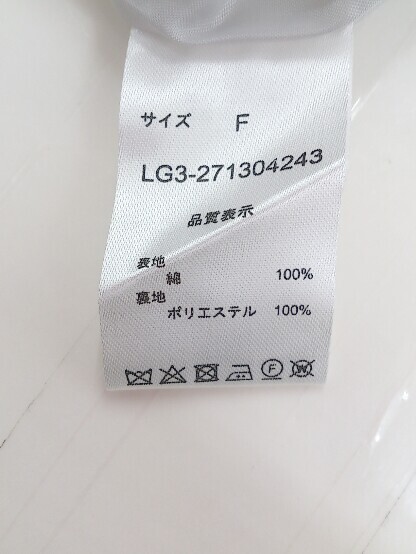 サイズ F
LG3-271304243
品質表示
表地
綿 100%
裏地
ポリエステル 100%
F W